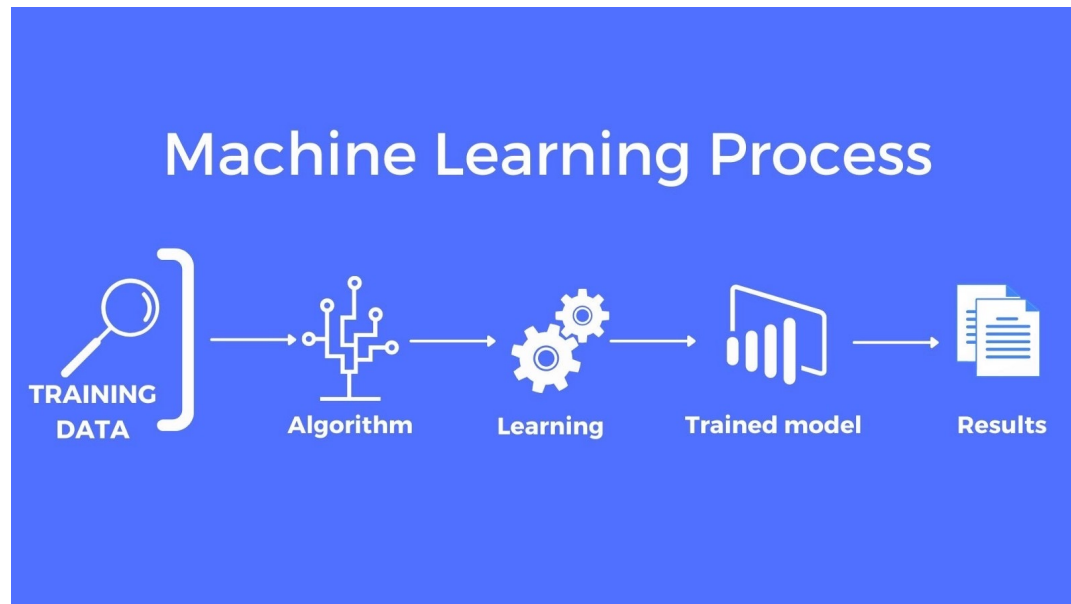 Machine Learning Process
TRAINING
DATA
Algorithm
Learning
Trained model
Results